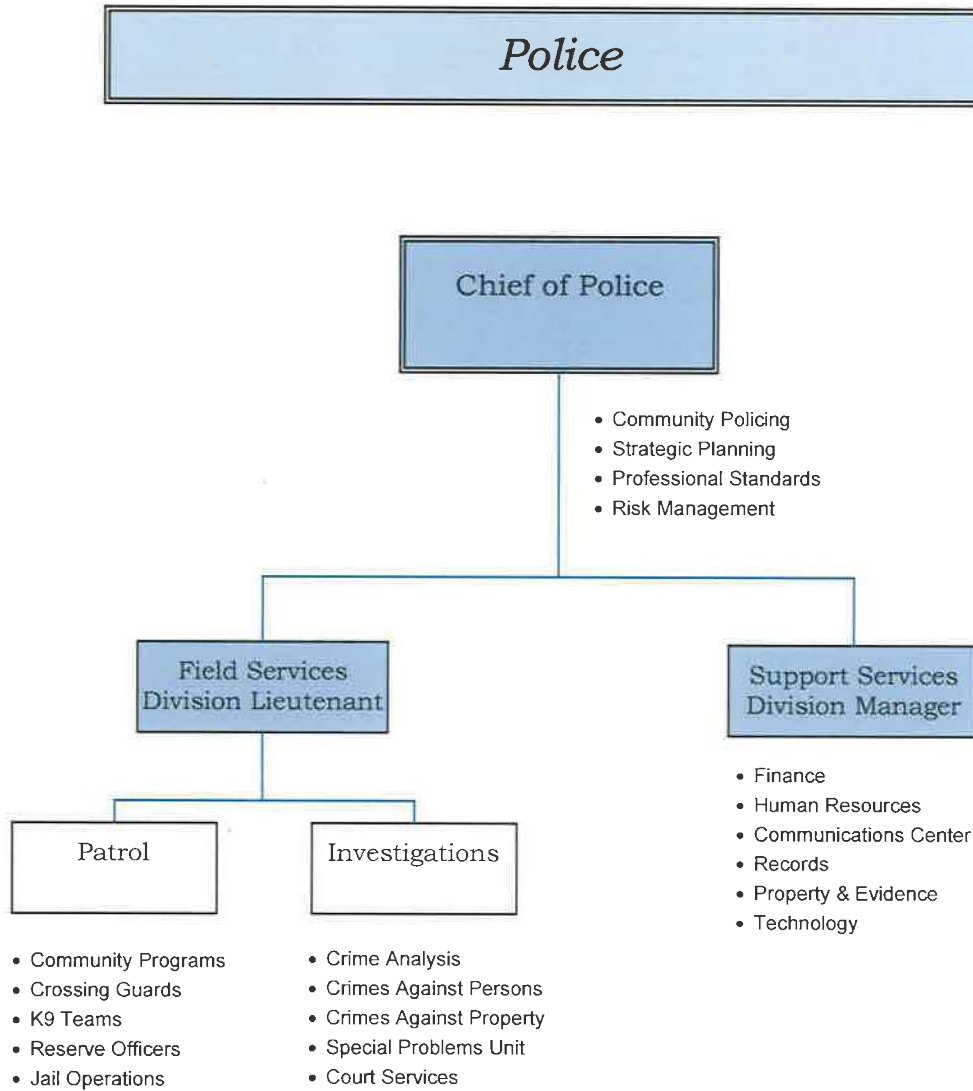 Police
Chief of Police
• Community Policing
• Strategic Planning
• Professional Standards
• Risk Management
Field Services
Division Lieutenant
Support Services
Division Manager
• Finance
• Human Resources
• Communications Center
• Records
• Property & Evidence
• Technology
Patrol
• Community Programs
• Crossing Guards
• K9 Teams
• Reserve Officers
• Jail Operations
Investigations
• Crime Analysis
• Crimes Against Persons
• Crimes Against Property
• Special Problems Unit
• Court Services